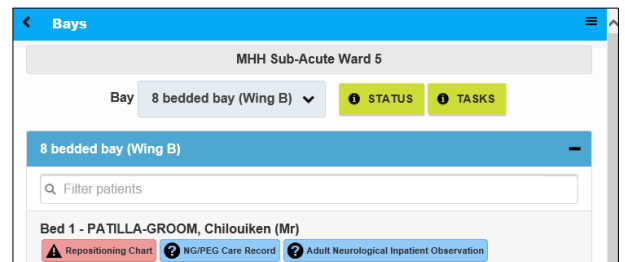 Bays
MHH Sub-Acute Ward 5
Bay 8 bedded bay (Wing B) STATUS TASKS
8 bedded bay (Wing B)
Filter patients
Bed 1 - PATILLA-GROOM, Chilouiken (Mr)
Repositioning Chart NG/PEG Care Record Adult Neurological Inpatient Observation